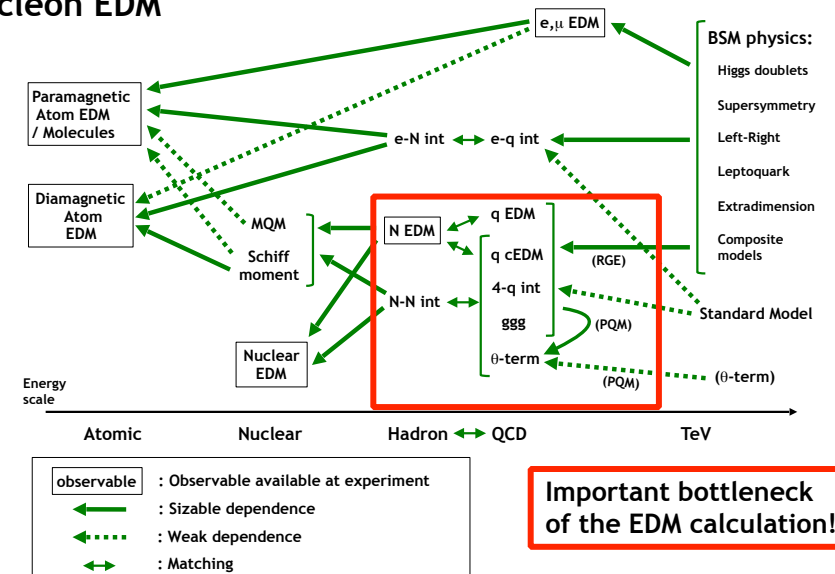 cleon EDM
e,μ EDM
BSM physics:
Higgs doublets
Supersymmetry
Left-Right
Leptoquark
Extradimension
Composite
models
Paramagnetic
Atom EDM
/ Molecules
e-N int
e-q int
Diamagnetic
Atom
EDM
MQM
Schiff
moment
N EDM
q EDM
q cEDM
(RGE)
4-q int
N-N int
ggg
(PQM)
θ-term
Standard Model
Nuclear
EDM
(PQM)
(θ-term)
Energy
scale
Atomic
Nuclear
Hadron
QCD
TeV
observable
: Observable available at experiment
: Sizable dependence
: Weak dependence
: Matching
Important bottleneck
of the EDM calculation!